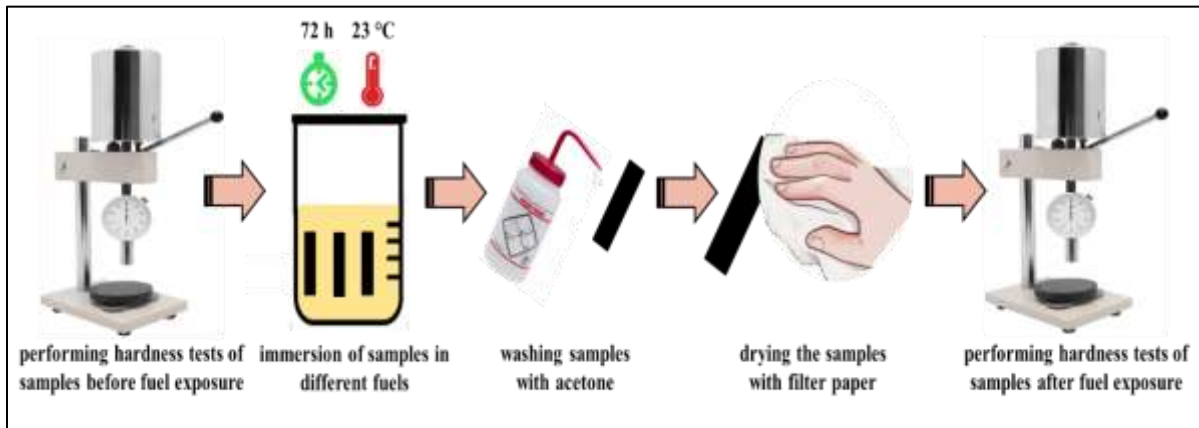 72 h 23 °C
performing hardness tests of
samples before fuel exposure
immersion of samples in
different fuels
washing samples
with acetone
drying the samples
with filter paper
performing hardness tests of
samples after fuel exposure